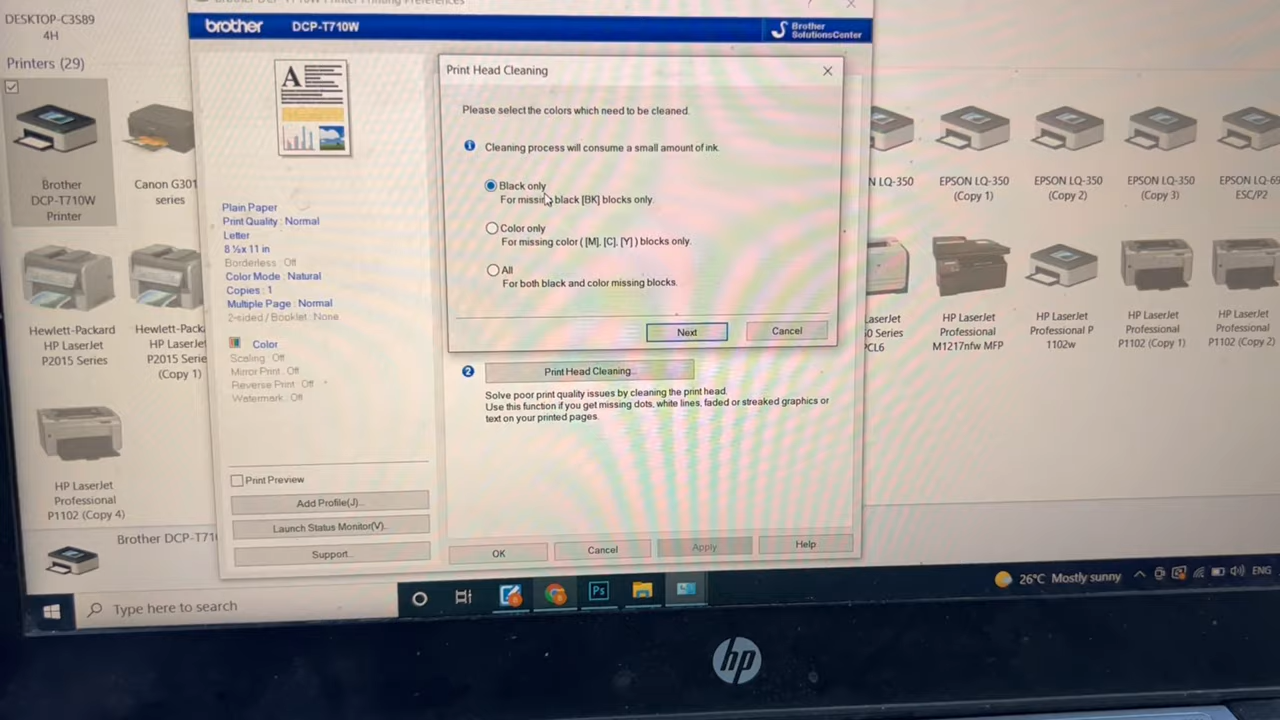 DESKTOP-C3S89
4H
Printers (29)
Brother
DCP-T710W
Printer
Canon G301
series
Hewlett-Packard
HP LaserJet
P2015 Series
Hewlett-Pack
HP LaserJet
P2015 Serie
(Copy 1)
HP LaserJet
Professional
P1102 (Copy 4)
Brother DCP-T71
brother DCP-T710W
Brother
SolutionsCenter
A
Plain Paper
Print Quality : Normal
Letter
8 ½x 11 in
Borderless : Off
Color Mode : Natural
Copies : 1
Multiple Page : Normal
2-sided / Booklet : None
Color
Scaling : Off
Mirror Print : Off
Reverse Print : Off
Watermark : Off
Print Preview
Add Profile(J)...
Launch Status Monitor(V)...
Support...
Print Head Cleaning
Please select the colors which need to be cleaned.
Cleaning process will consume a small amount of ink.
Black only
For missing black [BK] blocks only.
Color only
For missing color ( [M], [C], [Y] ) blocks only.
All
For both black and color missing blocks.
Next
Cancel
2
Print Head Cleaning...
Solve poor print quality issues by cleaning the print head.
Use this function if you get missing dots, white lines, faded or streaked graphics or
text on your printed pages.
OK
Cancel
Apply
Help
N LQ-350
EPSON LQ-350
(Copy 1)
EPSON LQ-350
(Copy 2)
EPSON LQ-350
(Copy 3)
EPSON LQ-69
ESC/P2
aserJet
0 Series
PCL6
HP LaserJet
Professional
M1217nfw MFP
HP LaserJet
Professional P
1102w
HP LaserJet
Professional
P1102 (Copy 1)
HP LaserJet
Professional
P1102 (Copy 2)
Type here to search
Ps
26°C Mostly sunny
ENG
hp